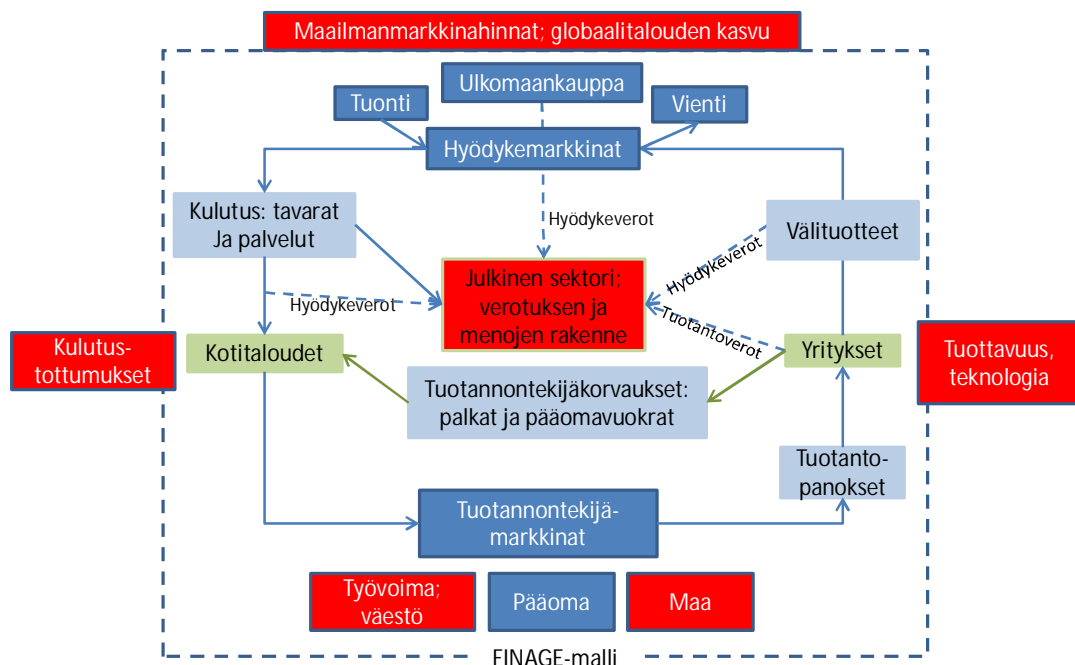 Maailmanmarkkinahinnat; globaalitalouden kasvu
Ulkomaankauppa
Tuonti
Vienti
Hyödykemarkkinat
Kulutus: tavarat
Ja palvelut
Hyödykeverot
Välituotteet
Hyödykeverot
Julkinen sektori;
verotuksen ja
menojen rakenne
Hyödykeverot
Tuotantoverot
Kulutus-
tottumukset
Kotitaloudet
Yritykset
Tuottavuus,
teknologia
Tuotannontekijäkorvaukset:
palkat ja pääomavuokrat
Tuotanto-
panokset
Tuotannontekijä-
markkinat
Työvoima;
väestö
Pääoma
Maa
FINAGE-malli